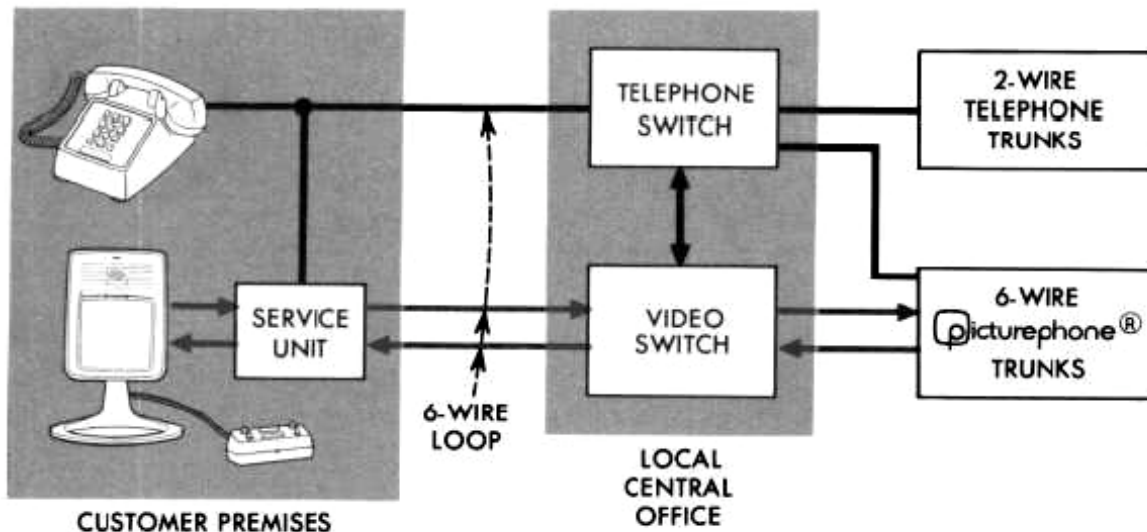 TELEPHONE
SWITCH
2-WIRE
TELEPHONE
TRUNKS
SERVICE
UNIT
VIDEO
SWITCH
6-WIRE
picturephone®
TRUNKS
6-WIRE
LOOP
LOCAL
CENTRAL
OFFICE
CUSTOMER PREMISES